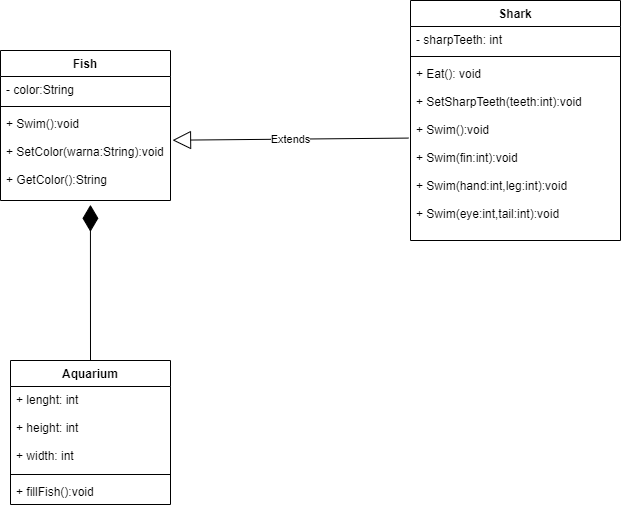 Fish
- color:String
+ Swim():void
+ SetColor(warna:String):void
+ GetColor():String
Extends
Shark
- sharpTeeth: int
+ Eat(): void
+ SetSharpTeeth(teeth:int):void
+ Swim():void
+ Swim(fin:int):void
+ Swim(hand:int,leg:int):void
+ Swim(eye:int,tail:int):void
Aquarium
+ lenght: int
+ height: int
+ width: int
+ fillFish():void